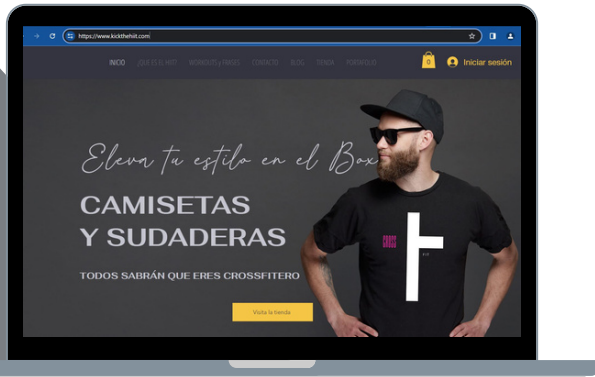 https://www.kickthehiit.com
INICIO ¿QUÉ ES EL HIIT? WORKOUTS y FRASES CONTACTO BLOG TIENDA PORTAFOLIO
0
Iniciar sesión
Eleva tu estilo en el Box
CAMISETAS
Y SUDADERAS
TODOS SABRÁN QUE ERES CROSSFITERO
Visita la tienda
CROSS